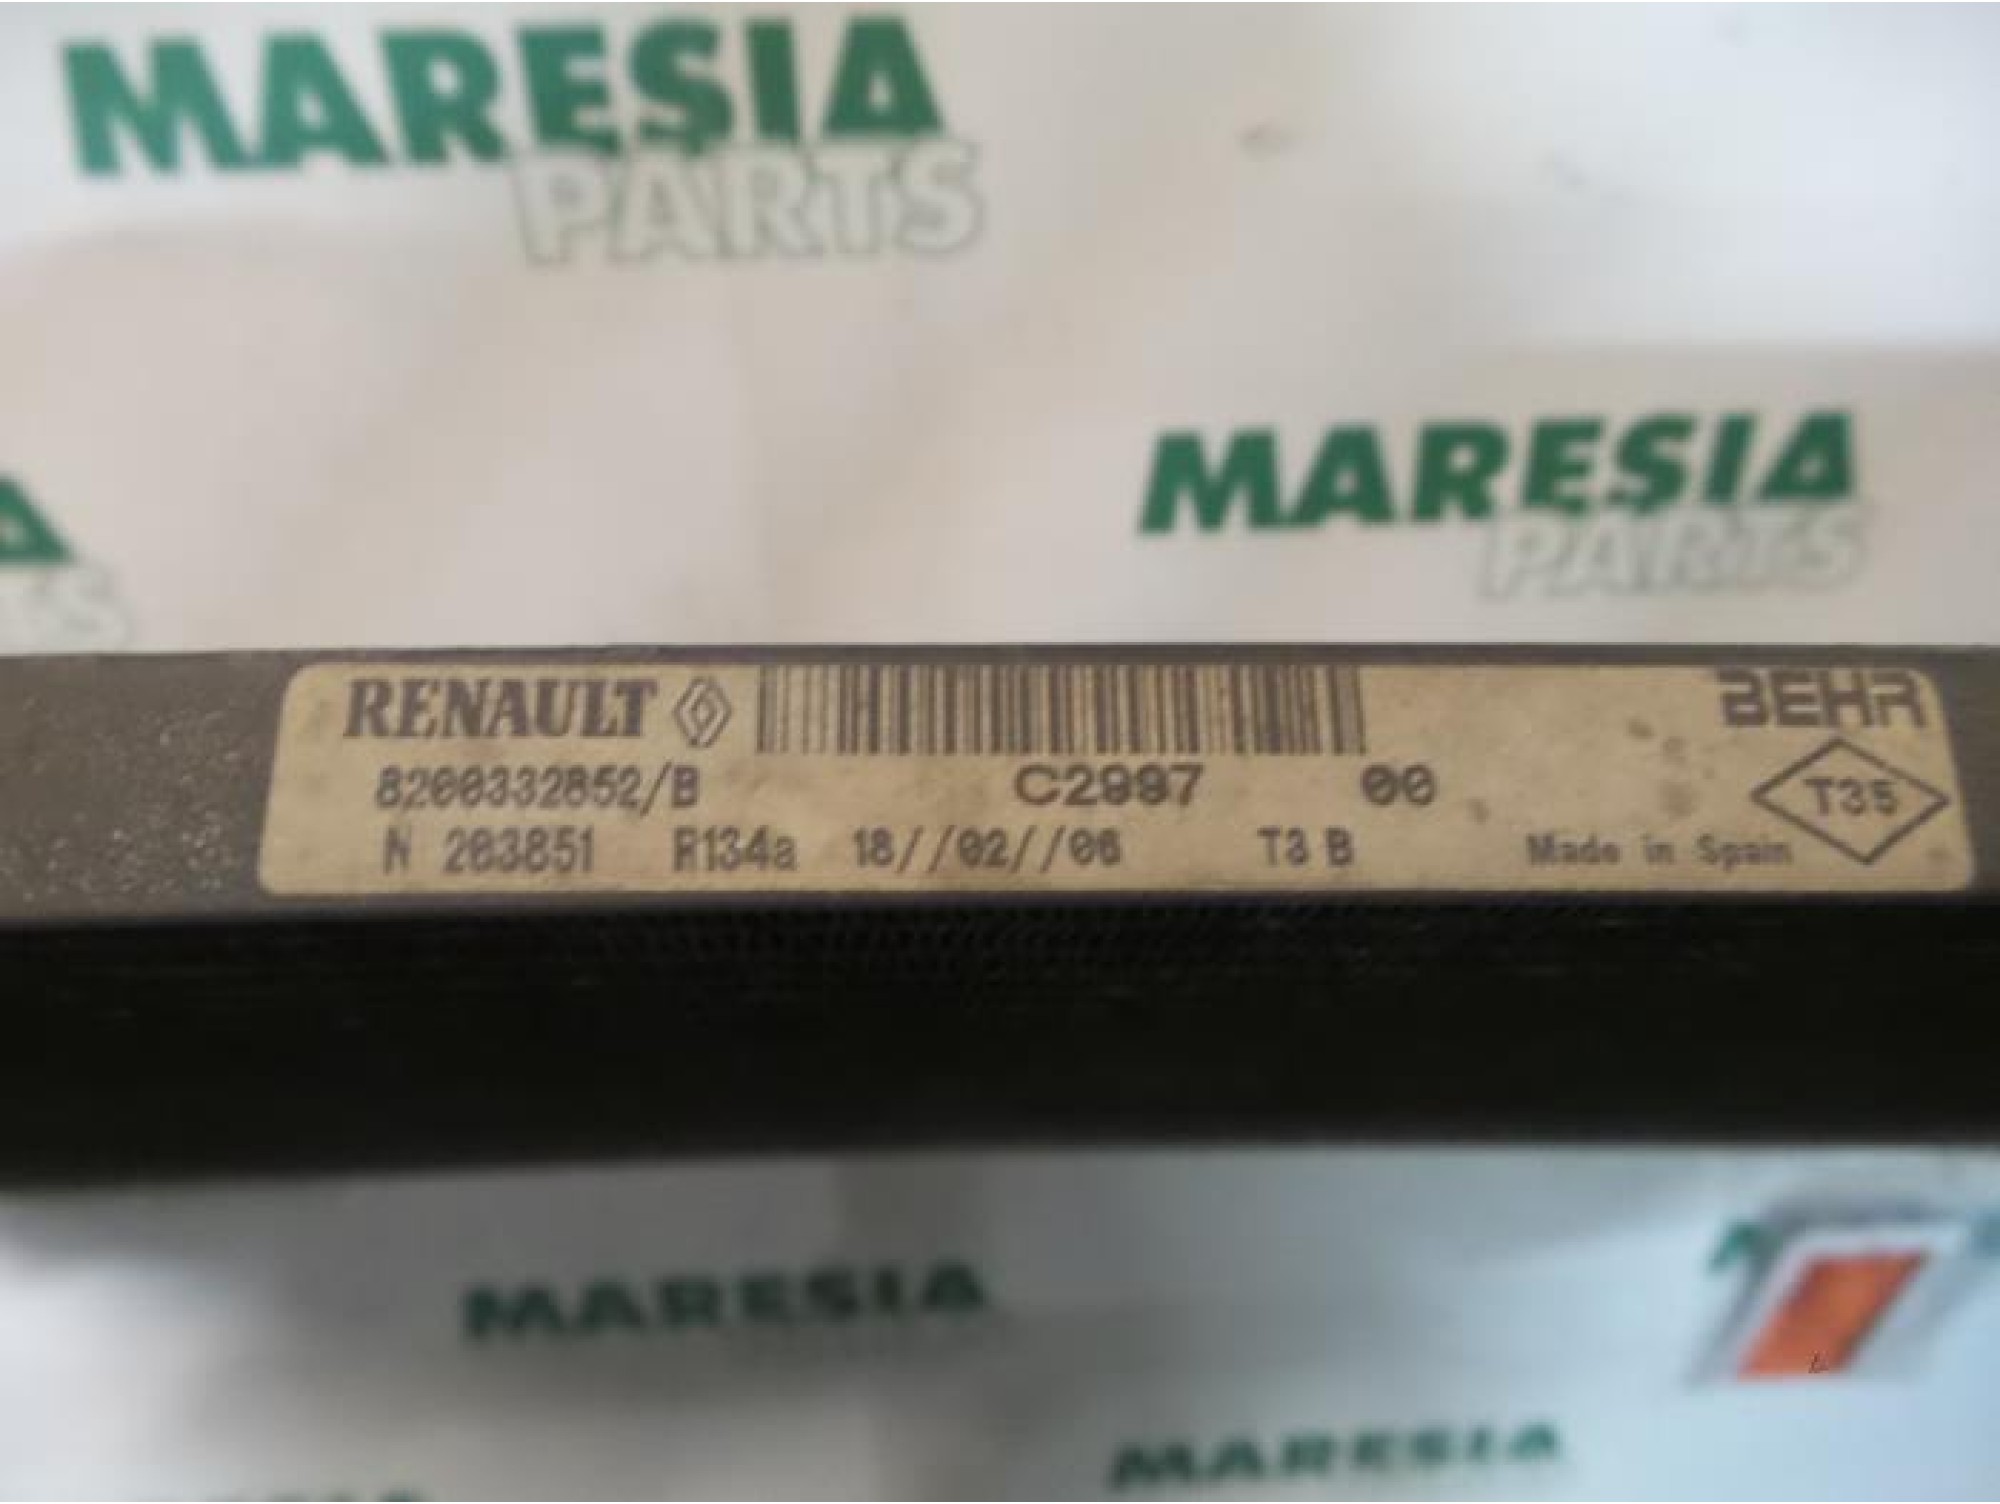 MARESIA
PARTS
MARESIA
PARTS
RENAULT
BEHR
8200332852/B
C2997
00
T35
N 203851
R134a
18//02//06
T3 B
Made in Spain
MARESIA
MARESIA